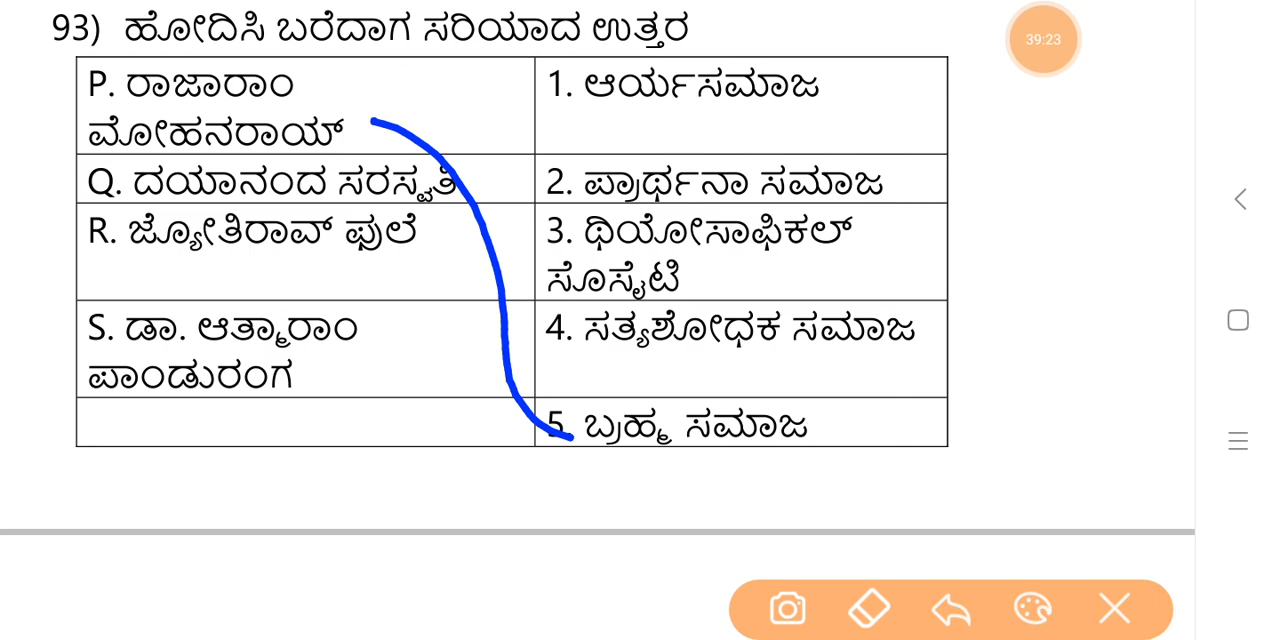 93) ಹೋದಿಸಿ ಬರೆದಾಗ ಸರಿಯಾದ ಉತ್ತರ
39:23
P. ರಾಜಾರಾಂ
ಮೋಹನರಾಯ್
1. ಆರ್ಯಸಮಾಜ
Q. ದಯಾನಂದ ಸರಸ್ವತಿ
2. ಪ್ರಾರ್ಥನಾ ಸಮಾಜ
R. ಜ್ಯೋತಿರಾವ್ ಫುಲೆ
3. ಥಿಯೋಸಾಫಿಕಲ್
ಸೊಸೈಟಿ
S. ಡಾ. ಆತ್ಮಾರಾಂ
ಪಾಂಡುರಂಗ
4. ಸತ್ಯಶೋಧಕ ಸಮಾಜ
5. ಬ್ರಹ್ಮ ಸಮಾಜ